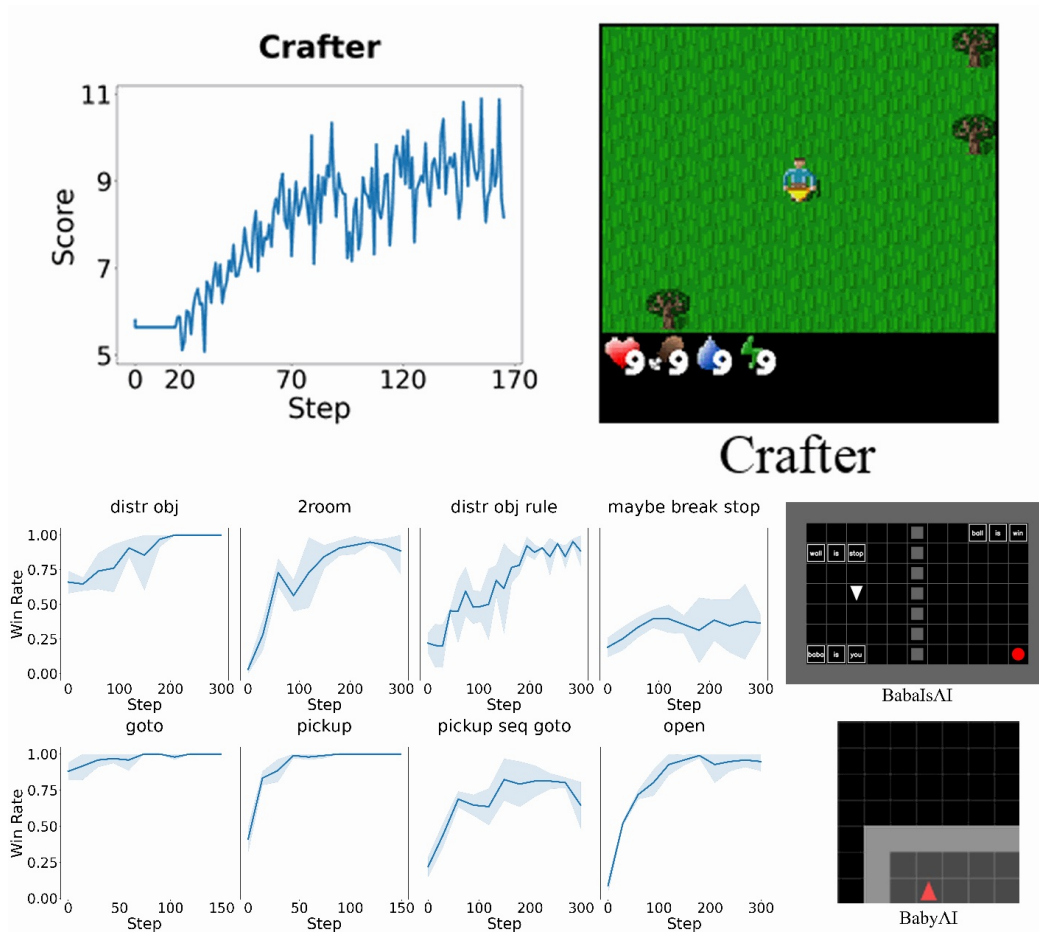 Crafter
11
9
7
5
Score
0 20 70 120 170
Step
9 9 9 9
Crafter
distr obj 2room distr obj rule maybe break stop
1.00
0.75
0.50
0.25
0.00
Win Rate
0 100 200 300 0 100 200 300 0 100 200 300 0 100 200 300
Step Step Step Step
ball is win
wall is stop
baba is you
BabaIsAI
goto pickup pickup seq goto open
1.00
0.75
0.50
0.25
0.00
Win Rate
0 50 100 150 0 50 100 150 0 100 200 300 0 100 200 300
Step Step Step Step
BabyAI